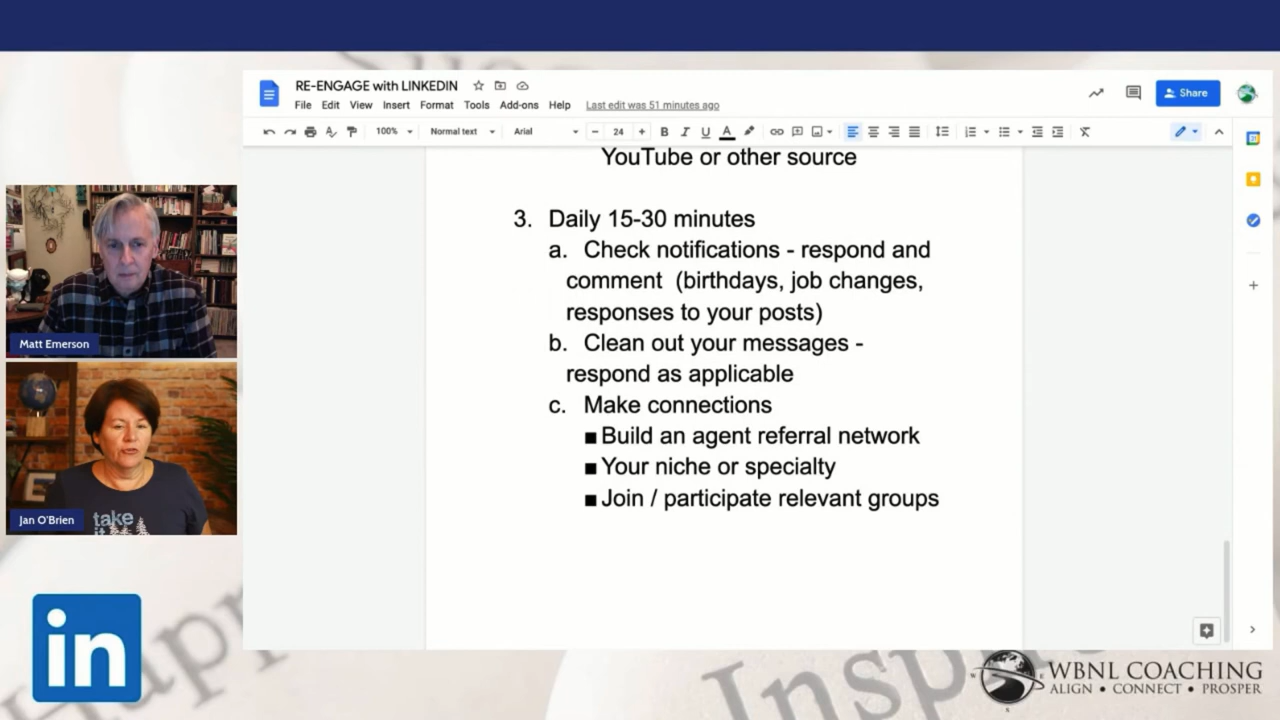 RE-ENGAGE with LINKEDIN
File Edit View Insert Format Tools Add-ons Help Last edit was 51 minutes ago
Share
100% Normal text Arial 24 B I U A
YouTube or other source
3. Daily 15-30 minutes
a. Check notifications - respond and
comment (birthdays, job changes,
responses to your posts)
b. Clean out your messages -
respond as applicable
c. Make connections
■ Build an agent referral network
■ Your niche or specialty
■ Join / participate relevant groups
Matt Emerson
take
Jan O'Brien
in
Inspi
WBNL COACHING
ALIGN • CONNECT • PROSPER